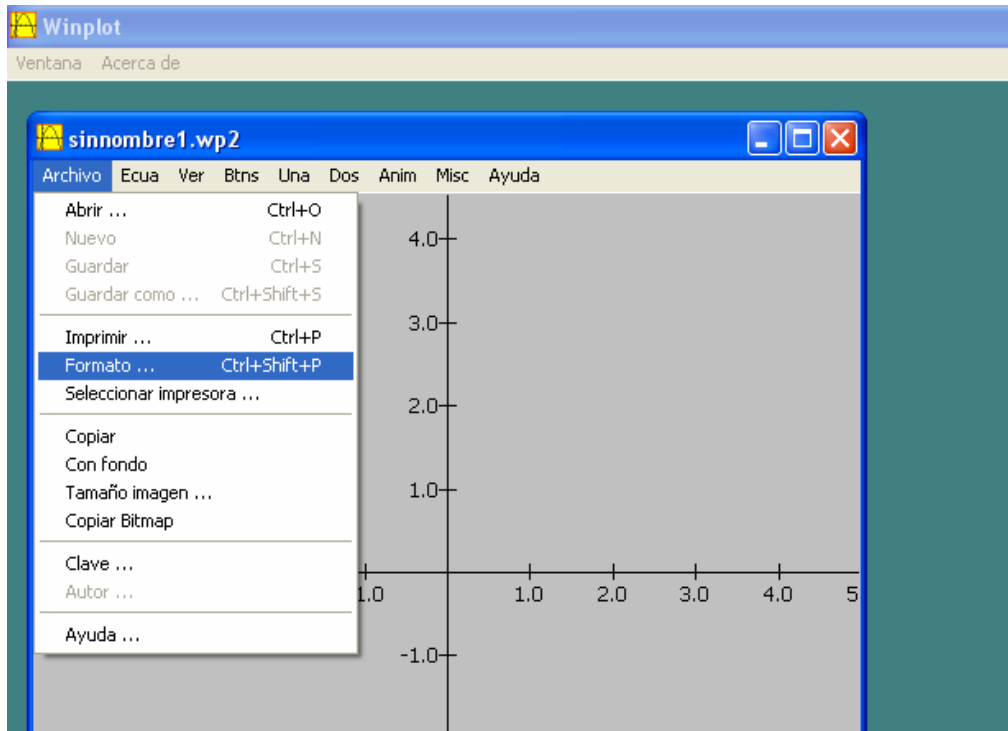 Winplot
Ventana Acerca de
sinnombre1.wp2
Archivo Ecua Ver Btns Una Dos Anim Misc Ayuda
Abrir ... Ctrl+O
Nuevo Ctrl+N
Guardar Ctrl+S
Guardar como ... Ctrl+Shift+S
Imprimir ... Ctrl+P
Formato ... Ctrl+Shift+P
Seleccionar impresora ...
Copiar
Con fondo
Tamaño imagen ...
Copiar Bitmap
Clave ...
Autor ...
Ayuda ...
4.0
3.0
2.0
1.0
1.0 1.0 2.0 3.0 4.0 5
-1.0